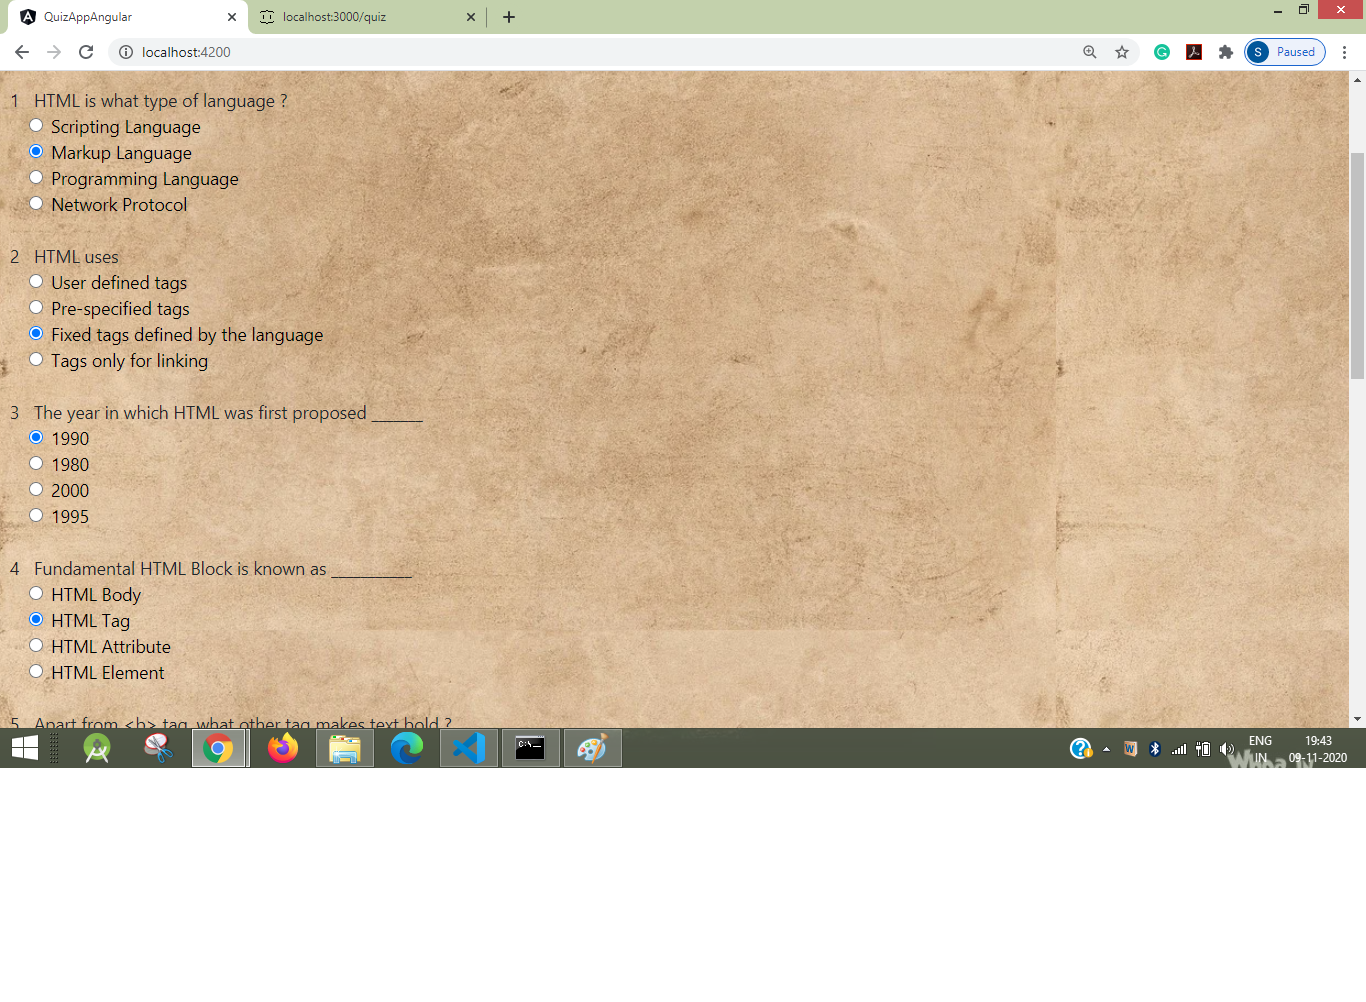 QuizAppAngular
localhost:3000/quiz
localhost:4200
S Paused
1 HTML is what type of language ?
Scripting Language
Markup Language
Programming Language
Network Protocol
2 HTML uses
User defined tags
Pre-specified tags
Fixed tags defined by the language
Tags only for linking
3 The year in which HTML was first proposed _______
1990
1980
2000
1995
4 Fundamental HTML Block is known as ___________
HTML Body
HTML Tag
HTML Attribute
HTML Element
5 Apart from <b> tag, what other tag makes text bold ?
ENG 19:43
IN 09-11-2020